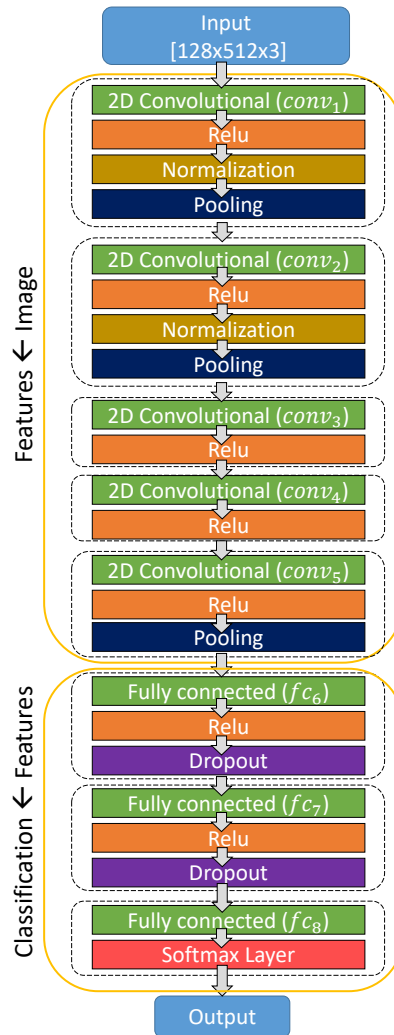 Input
[128x512x3]
2D Convolutional (conv₁)
Relu
Normalization
Pooling
2D Convolutional (conv₂)
Relu
Normalization
Pooling
2D Convolutional (conv₃)
Relu
2D Convolutional (conv₄)
Relu
2D Convolutional (conv₅)
Relu
Pooling
Features ← Image
Fully connected (fc₆)
Relu
Dropout
Fully connected (fc₇)
Relu
Dropout
Fully connected (fc₈)
Softmax Layer
Classification ← Features
Output